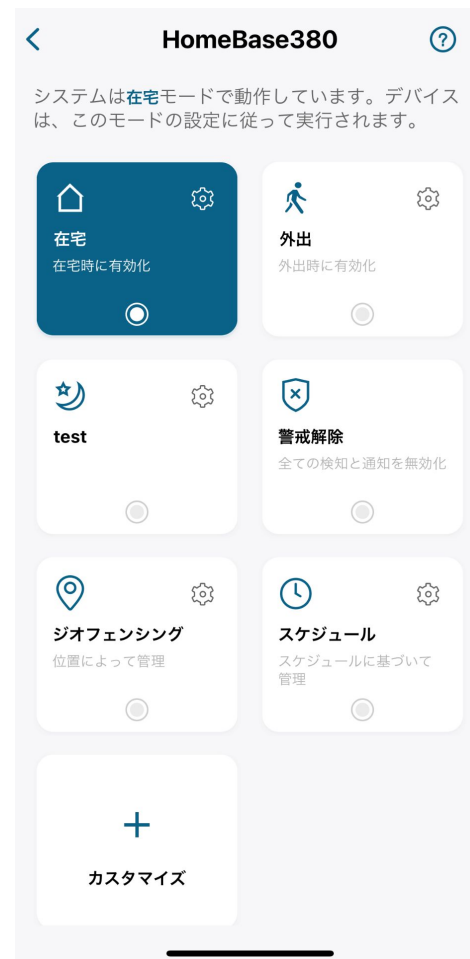 HomeBase380
システムは在宅モードで動作しています。デバイス
は、このモードの設定に従って実行されます。
在宅
在宅時に有効化
外出
外出時に有効化
test
警戒解除
全ての検知と通知を無効化
ジオフェンシング
位置によって管理
スケジュール
スケジュールに基づいて
管理
カスタマイズ